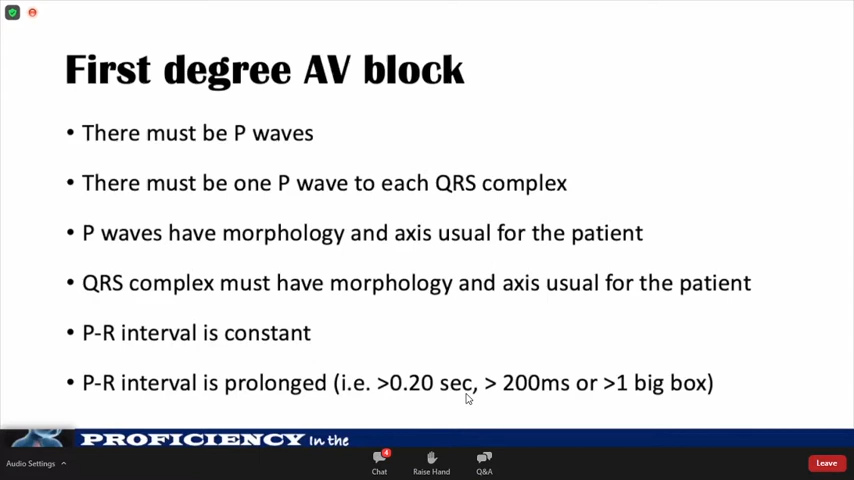 First degree AV block
• There must be P waves
• There must be one P wave to each QRS complex
• P waves have morphology and axis usual for the patient
• QRS complex must have morphology and axis usual for the patient
• P-R interval is constant
• P-R interval is prolonged (i.e. >0.20 sec, > 200ms or >1 big box)
PROFICIENCY In the
Audio Settings
4
Chat
Raise Hand
Q&A
Leave